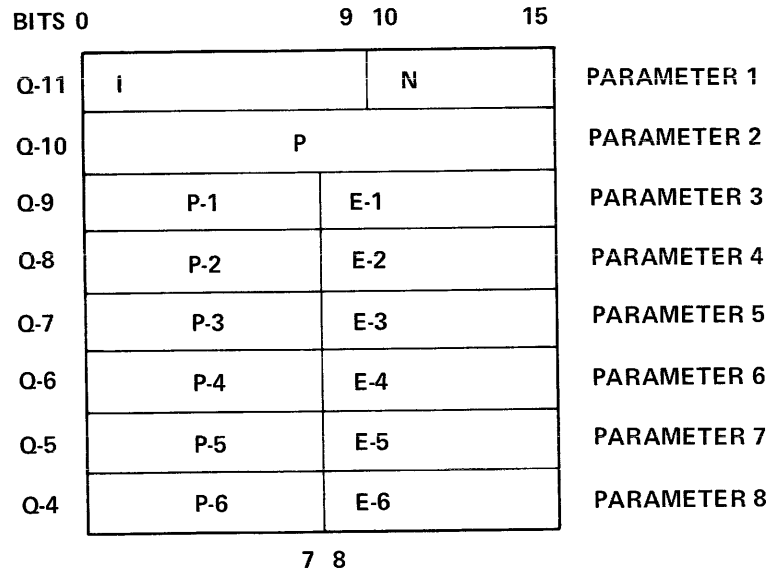 BITS 0 9 10 15
Q-11 i N PARAMETER 1
Q-10 P PARAMETER 2
Q-9 P-1 E-1 PARAMETER 3
Q-8 P-2 E-2 PARAMETER 4
Q-7 P-3 E-3 PARAMETER 5
Q-6 P-4 E-4 PARAMETER 6
Q-5 P-5 E-5 PARAMETER 7
Q-4 P-6 E-6 PARAMETER 8
7 8